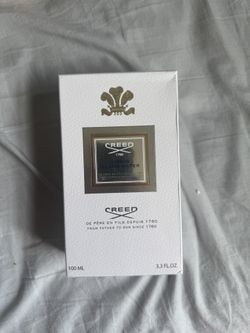 CREED
1760
CREED
DE PÈRE EN FILS DEPUIS 1760
FROM FATHER TO SON SINCE 1760
100 ML 3.3 FL.OZ.